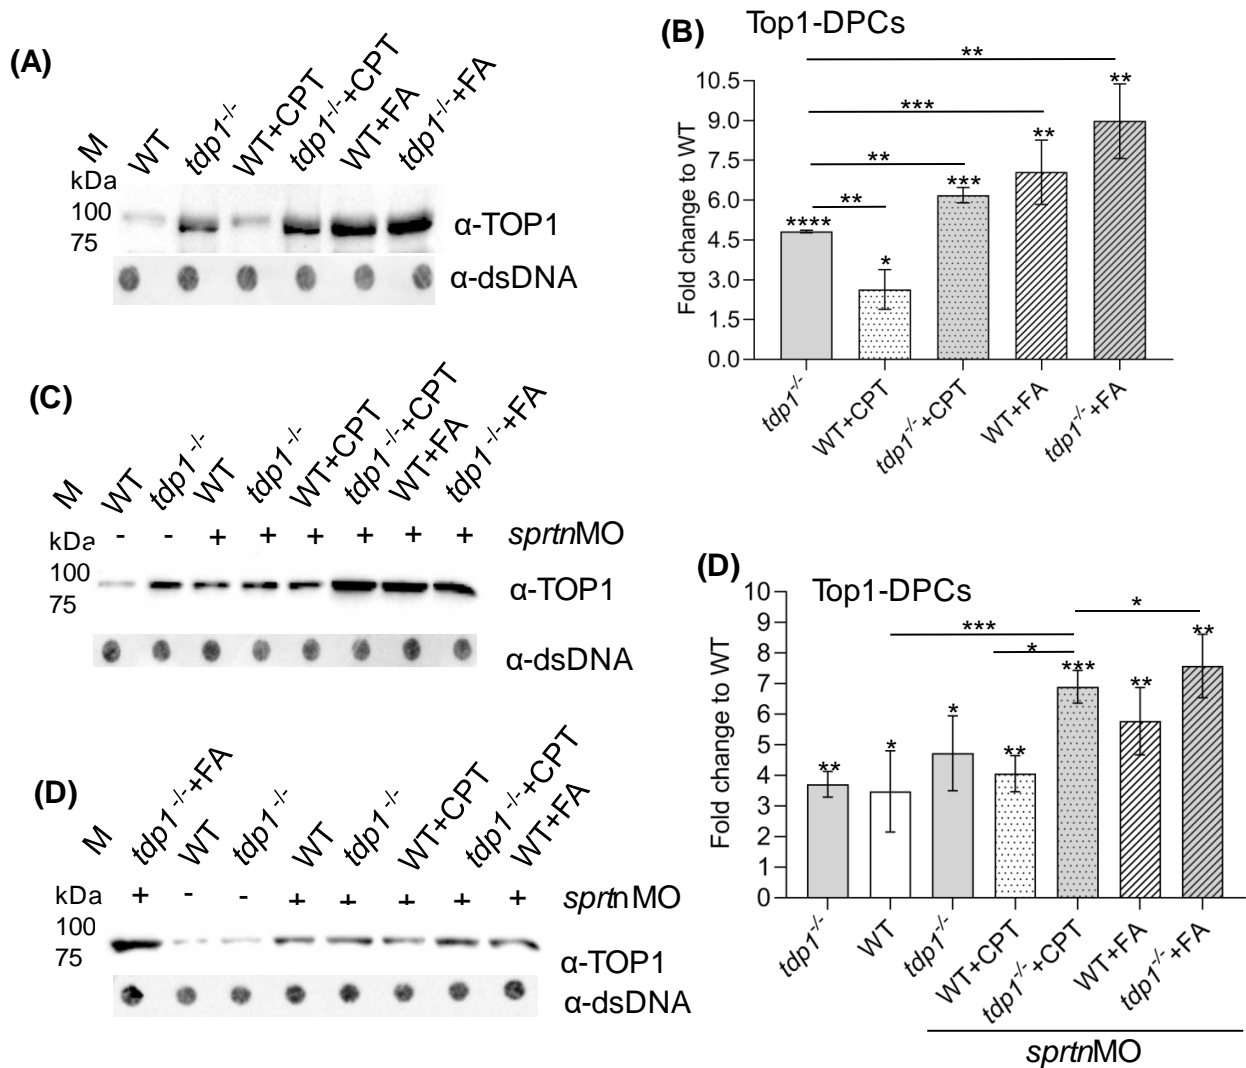 (A)
M
WT
tdp1-/-
WT+CPT
tdp1-/-+CPT
WT+FA
tdp1-/-+FA
kDa
100
75
α-TOP1
α-dsDNA
(B)
Top1-DPCs
**
***
**
**
****
*
***
**
**
Fold change to WT
10.5
9.0
7.5
6.0
4.5
3.0
1.5
0.0
tdp1-/-
WT+CPT
tdp1-/-+CPT
WT+FA
tdp1-/-+FA
(C)
M
WT
tdp1-/-
WT
tdp1-/-
WT+CPT
tdp1-/-+CPT
WT+FA
tdp1-/-+FA
- - + + + + + + sprtnMO
kDa
100
75
α-TOP1
α-dsDNA
(D)
M
tdp1-/-+FA
WT
tdp1-/-
WT
tdp1-/-
WT+CPT
tdp1-/-+CPT
WT+FA
+ - - + + + + + sprtnMO
kDa
100
75
α-TOP1
α-dsDNA
(D)
Top1-DPCs
***
*
*
**
*
*
**
***
**
**
Fold change to WT
10
9
8
7
6
5
4
3
2
1
0
tdp1-/-
WT
tdp1-/-
WT+CPT
tdp1-/-+CPT
WT+FA
tdp1-/-+FA
sprtnMO